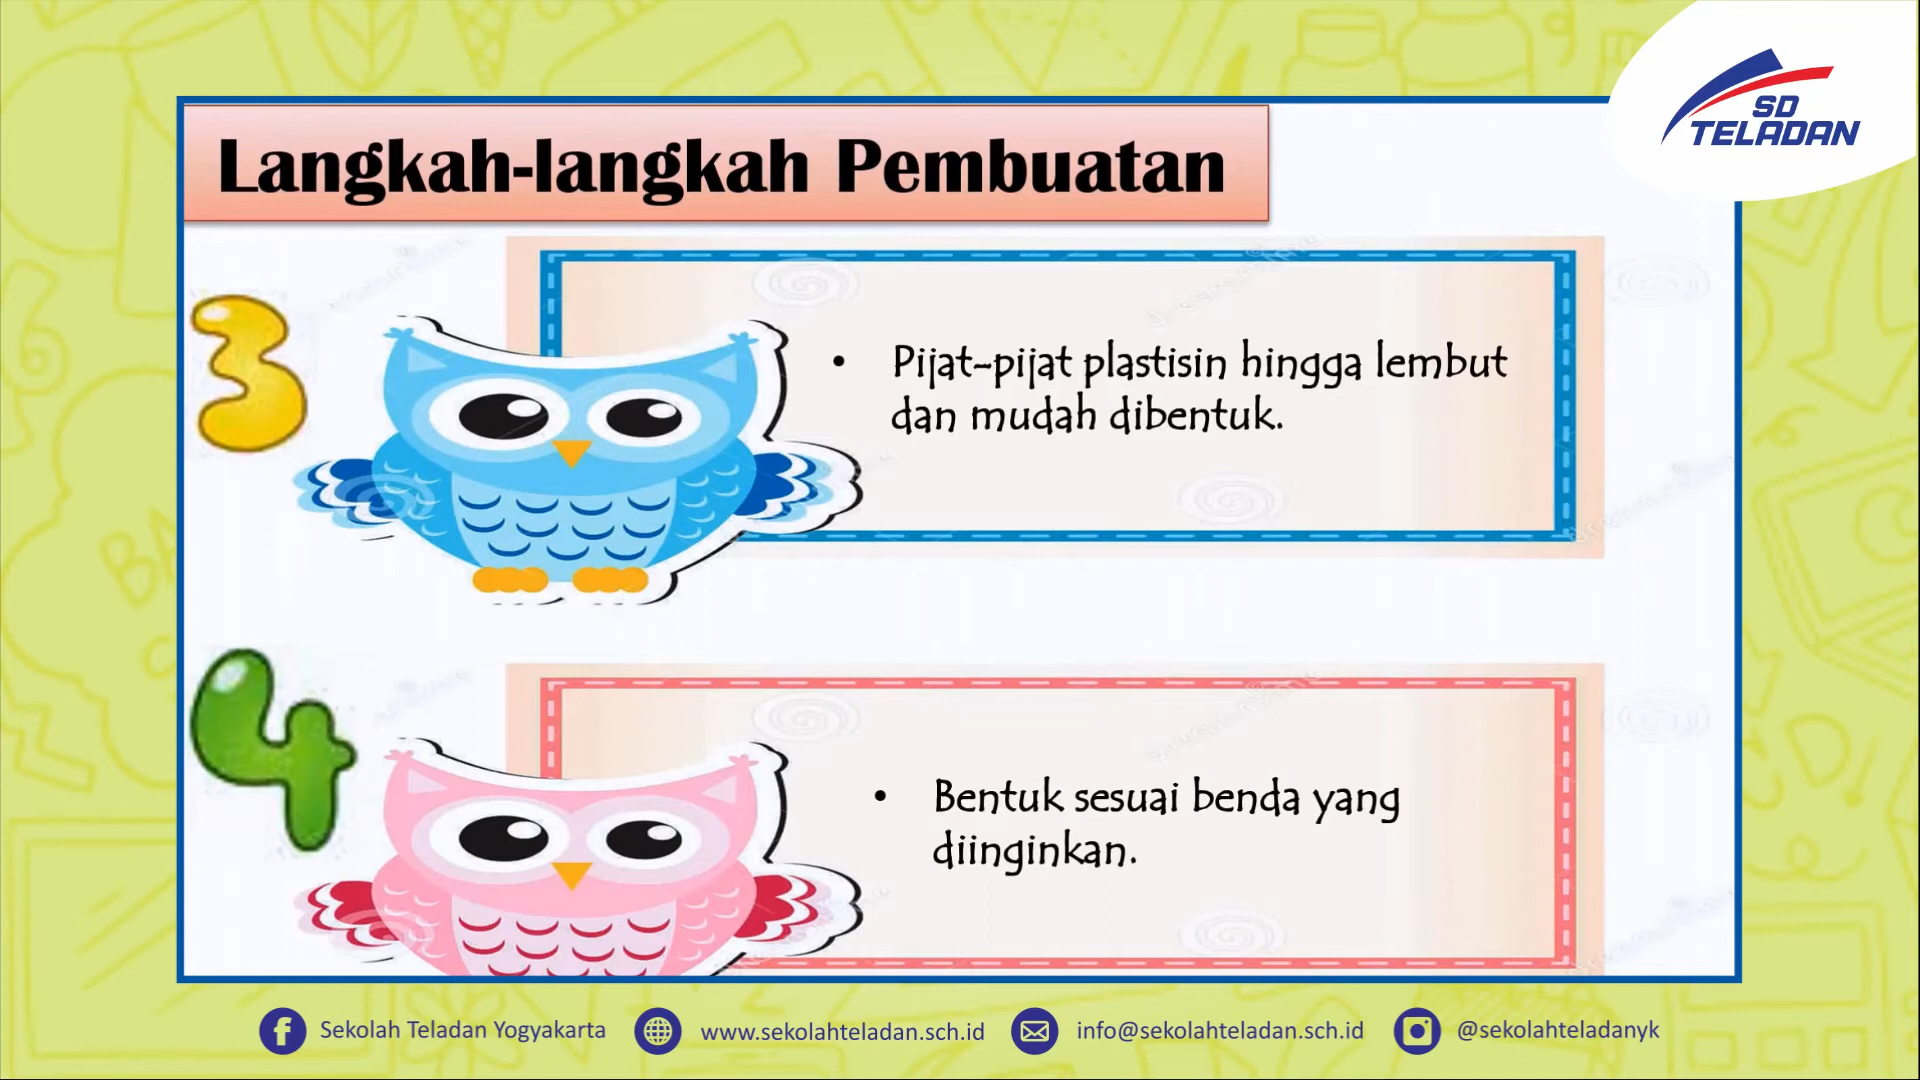 SD
TELADAN
Langkah-langkah Pembuatan
3
Pijat-pijat plastisin hingga lembut
dan mudah dibentuk.
4
Bentuk sesuai benda yang
diinginkan.
Sekolah Teladan Yogyakarta
www.sekolahteladan.sch.id
info@sekolahteladan.sch.id
@sekolahteladanyk